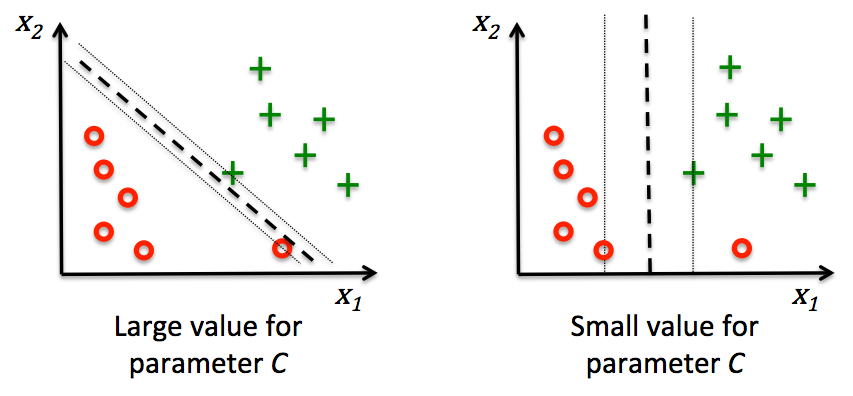 x2
x1
Large value for
parameter C
x2
x1
Small value for
parameter C